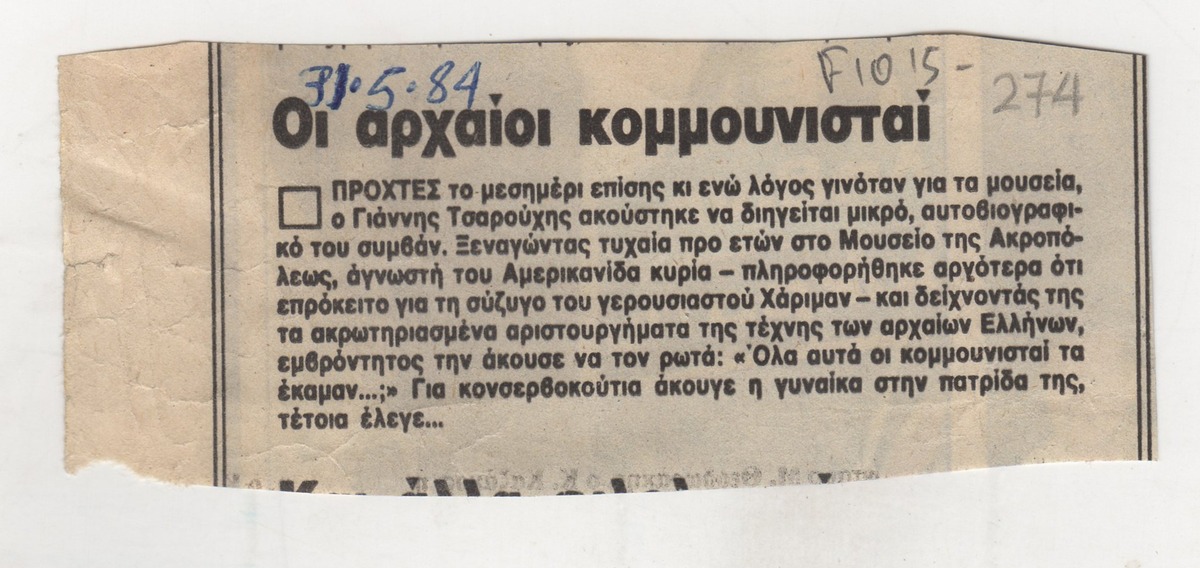 31.5.84
F10 15-
274
Οι αρχαίοι κομμουνισταί
ΠΡΟΧΤΕΣ το μεσημέρι επίσης κι ενώ λόγος γινόταν για τα μουσεία,
ο Γιάννης Τσαρούχης ακούστηκε να διηγείται μικρό, αυτοβιογραφι-
κό του συμβάν. Ξεναγώντας τυχαία προ ετών στο Μουσείο της Ακροπό-
λεως, άγνωστή του Αμερικανίδα κυρία – πληροφορήθηκε αργότερα ότι
επρόκειτο για τη σύζυγο του γερουσιαστού Χάριμαν – και δείχνοντάς της
τα ακρωτηριασμένα αριστουργήματα της τέχνης των αρχαίων Ελλήνων,
εμβρόντητος την άκουσε να τον ρωτά: «Όλα αυτά οι κομμουνισταί τα
έκαμαν...;» Για κονσερβοκούτια άκουγε η γυναίκα στην πατρίδα της,
τέτοια έλεγε...